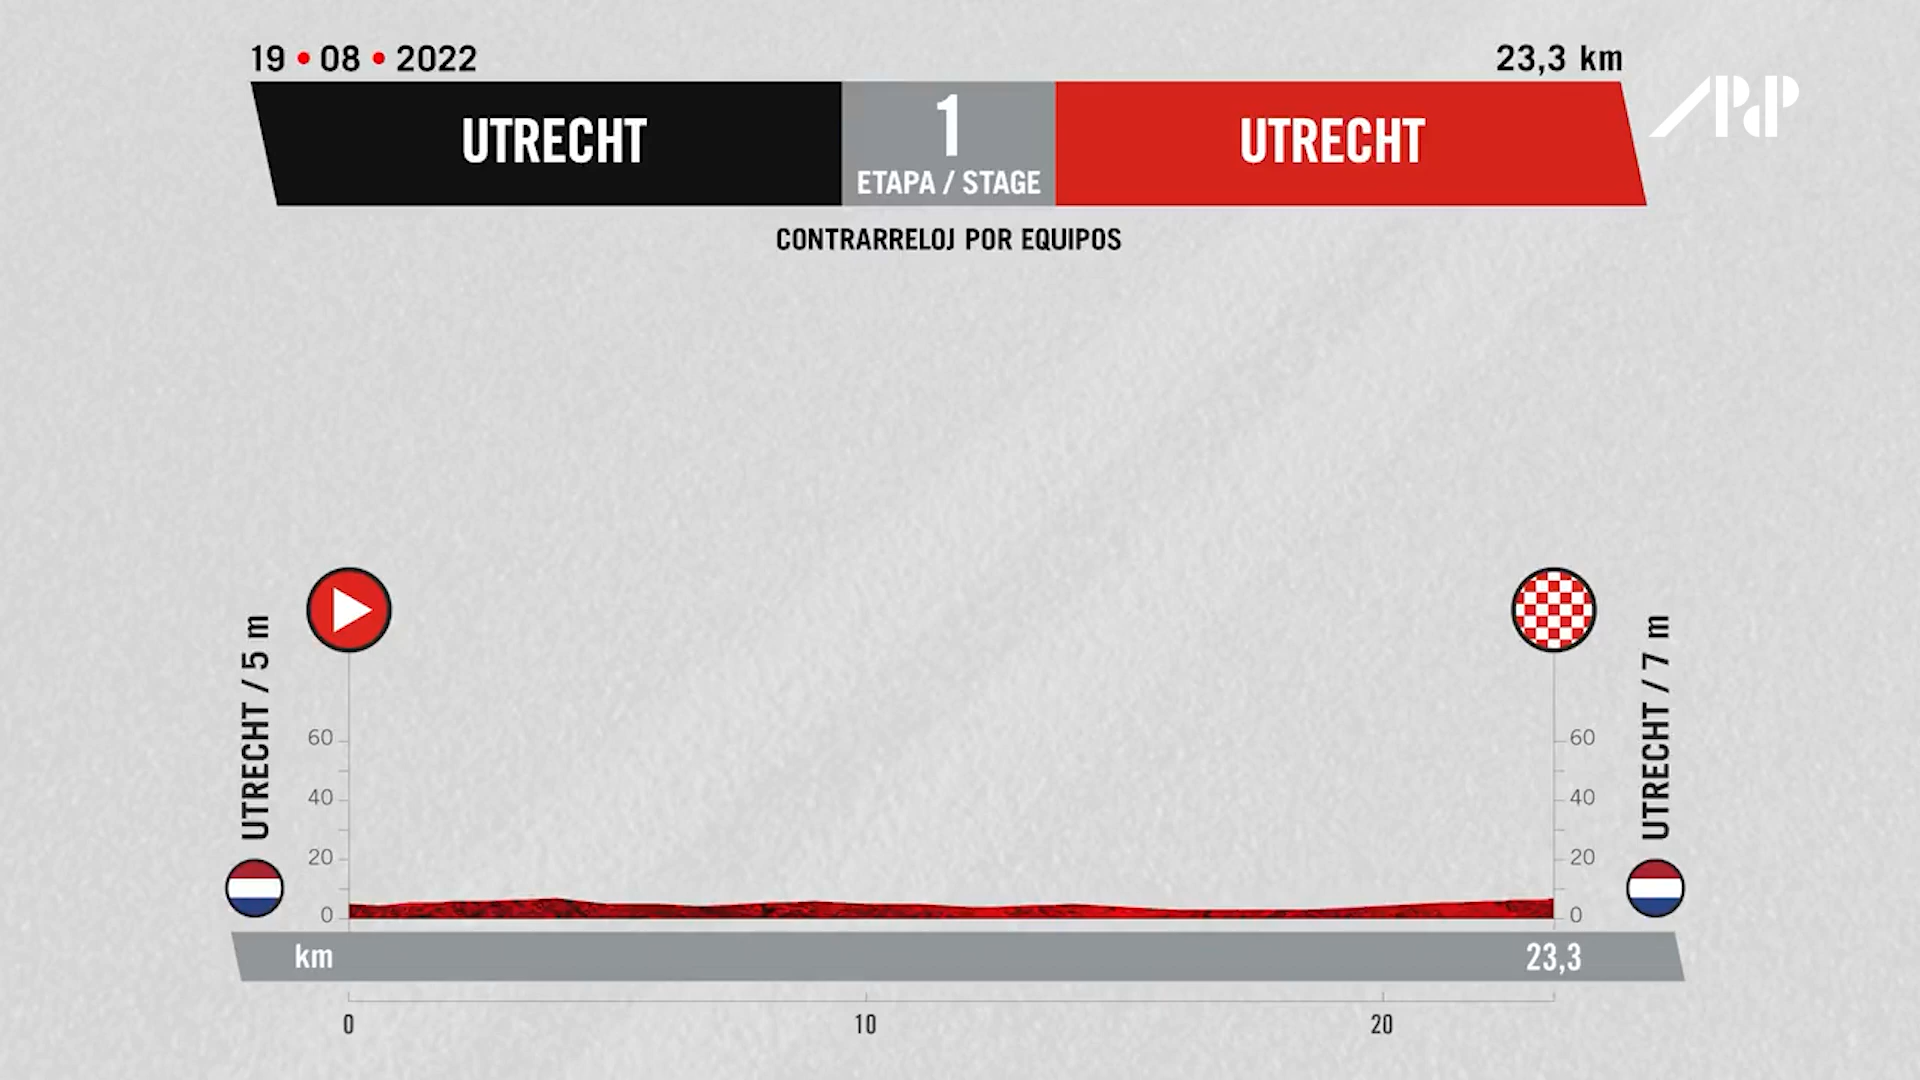 19 • 08 • 2022
23,3 km
UTRECHT
1
ETAPA / STAGE
UTRECHT
CONTRARRELOJ POR EQUIPOS
UTRECHT / 5 m
60
40
20
0
60
40
20
0
UTRECHT / 7 m
km
23,3
0
10
20